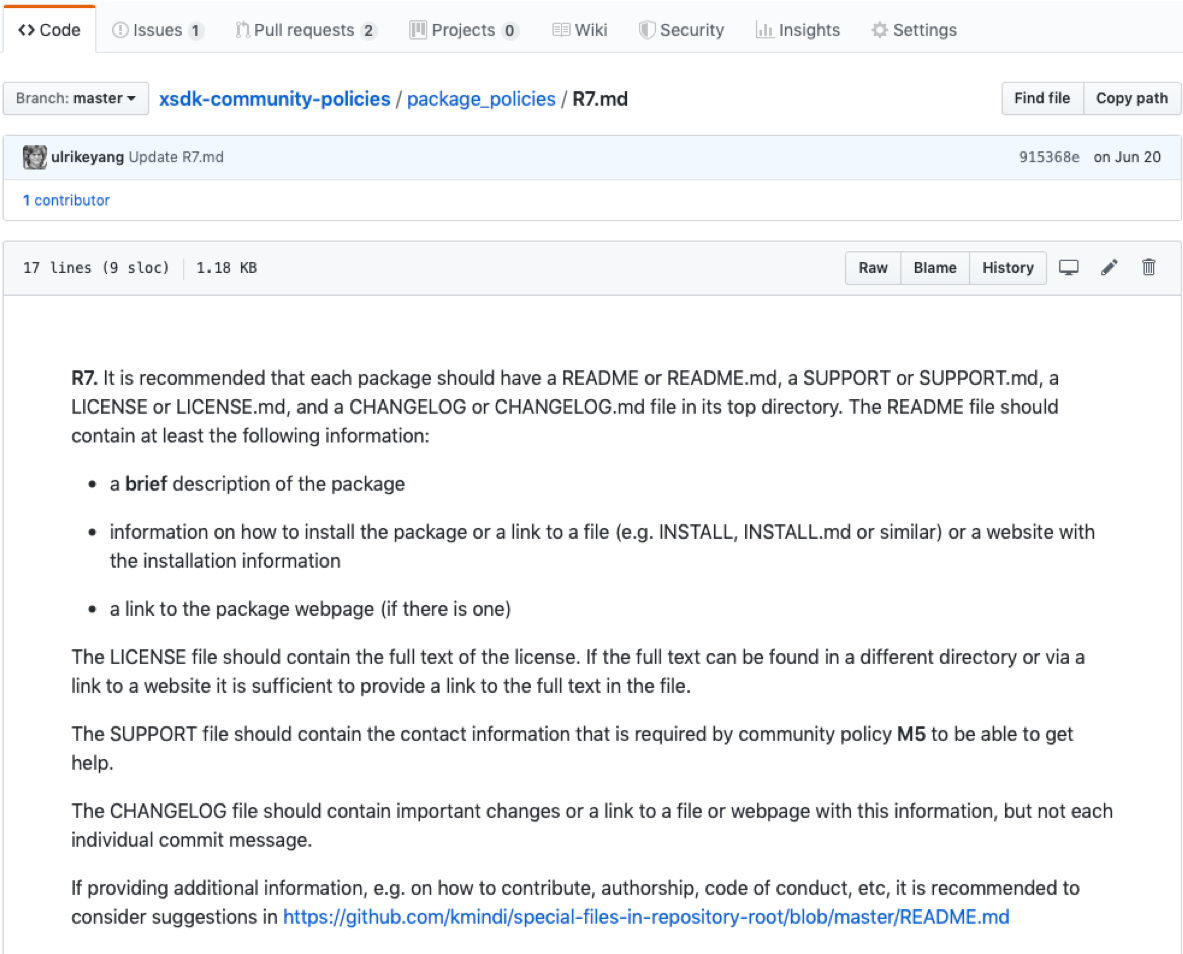 Code Issues 1 Pull requests 2 Projects 0 Wiki Security Insights Settings
Branch: master xsdk-community-policies / package_policies / R7.md Find file Copy path
ulrikeyang Update R7.md 915368e on Jun 20
1 contributor
17 lines (9 sloc) 1.18 KB Raw Blame History
R7. It is recommended that each package should have a README or README.md, a SUPPORT or SUPPORT.md, a
LICENSE or LICENSE.md, and a CHANGELOG or CHANGELOG.md file in its top directory. The README file should
contain at least the following information:
• a brief description of the package
• information on how to install the package or a link to a file (e.g. INSTALL, INSTALL.md or similar) or a website with
the installation information
• a link to the package webpage (if there is one)
The LICENSE file should contain the full text of the license. If the full text can be found in a different directory or via a
link to a website it is sufficient to provide a link to the full text in the file.
The SUPPORT file should contain the contact information that is required by community policy M5 to be able to get
help.
The CHANGELOG file should contain important changes or a link to a file or webpage with this information, but not each
individual commit message.
If providing additional information, e.g. on how to contribute, authorship, code of conduct, etc, it is recommended to
consider suggestions in https://github.com/kmindi/special-files-in-repository-root/blob/master/README.md